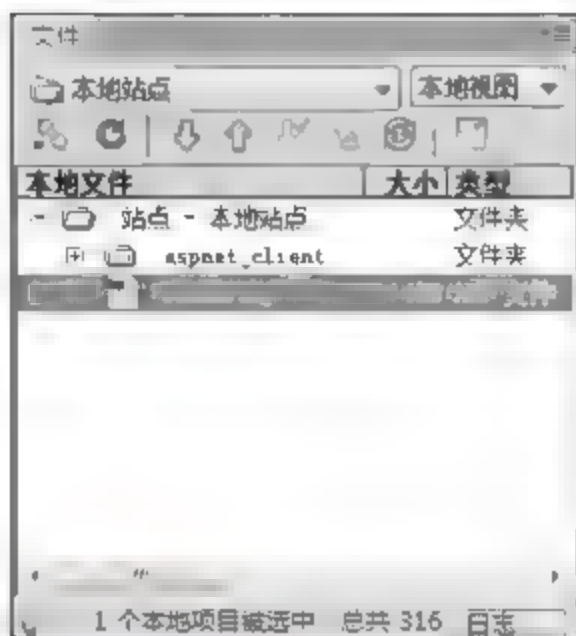 文件
本地站点 本地视图
本地文件 大小 类型
站点 - 本地站点 文件夹
aspnet_client 文件夹
1 个本地项目被选中 总共 316 日志